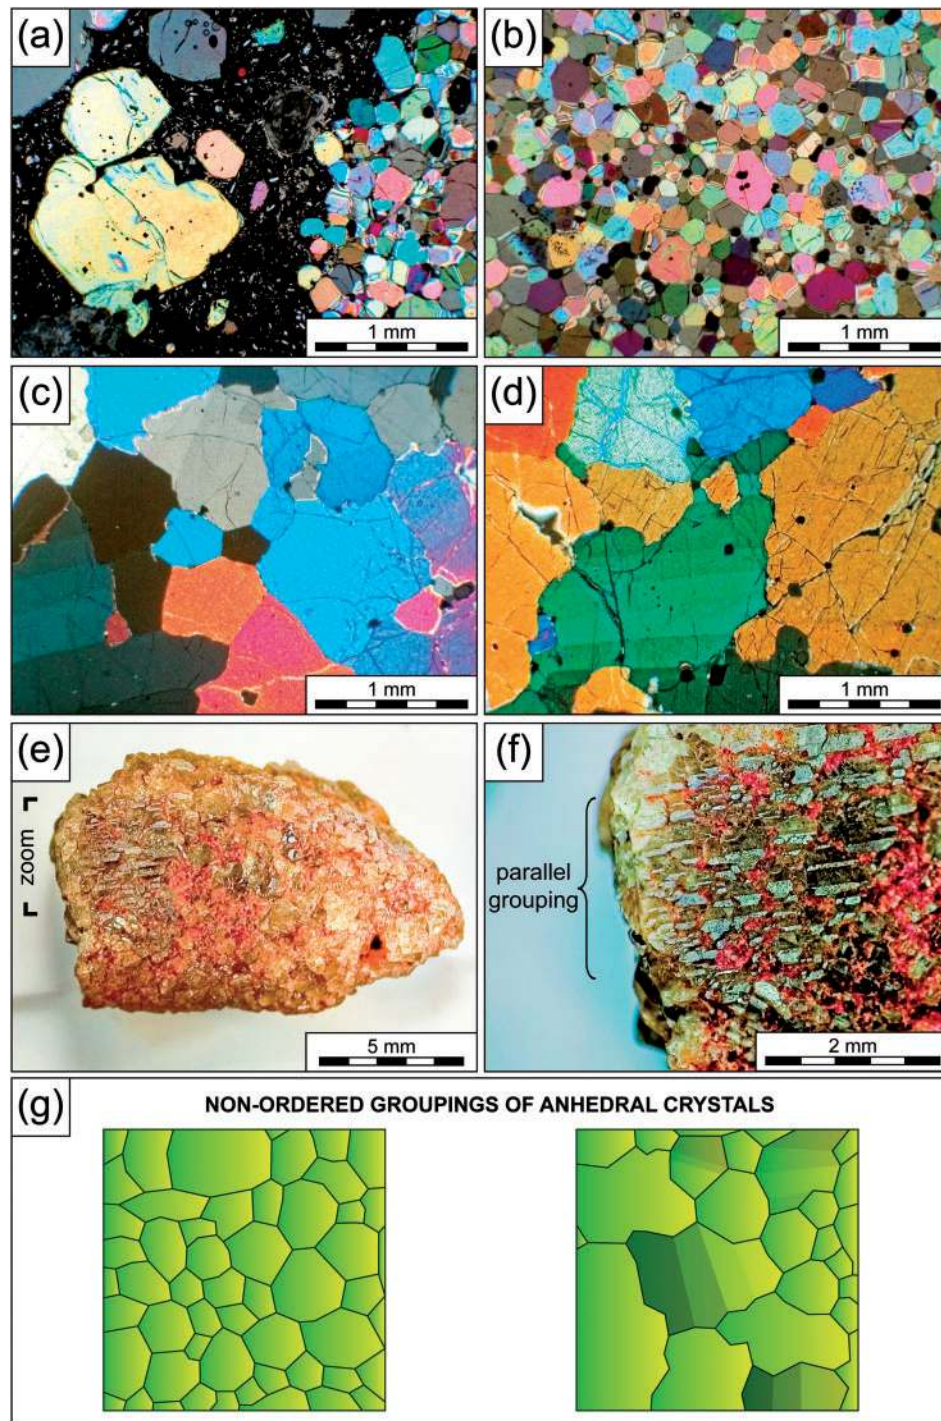 (a)
1 mm
(b)
1 mm
(c)
1 mm
(d)
1 mm
(e)
zoom
5 mm
(f)
parallel
grouping
2 mm
(g)
NON-ORDERED GROUPINGS OF ANHEDRAL CRYSTALS